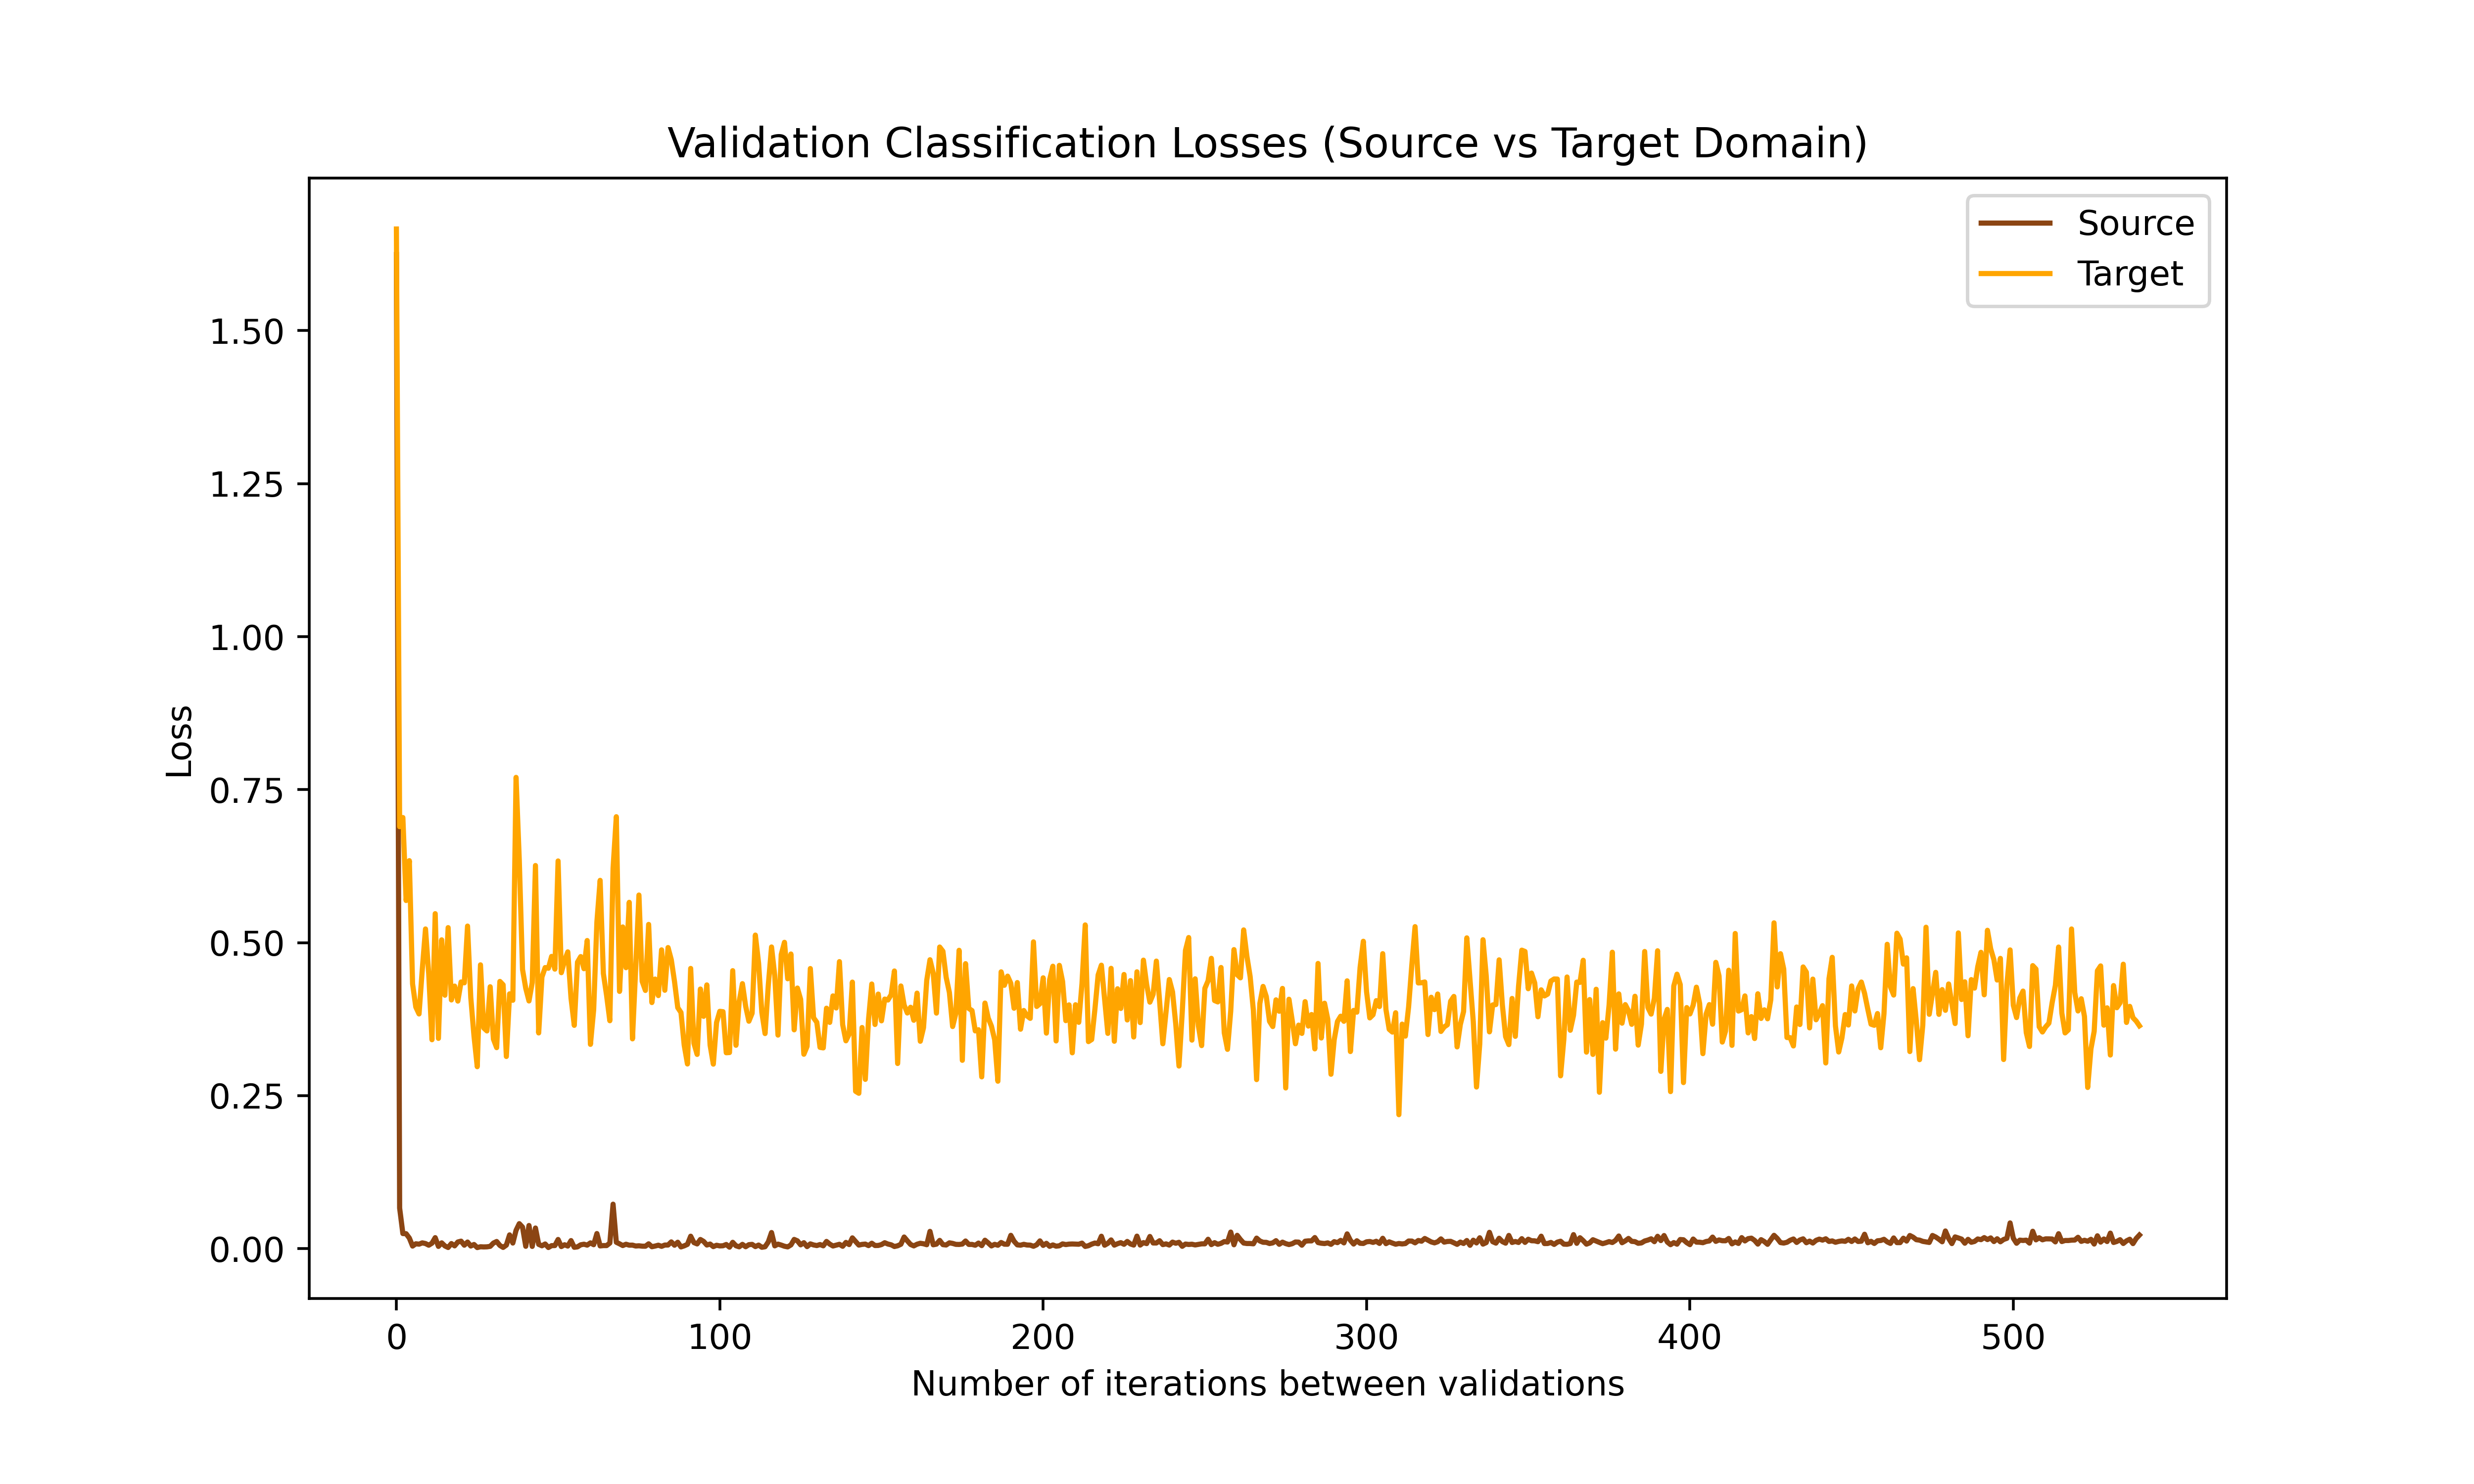 Validation Classification Losses (Source vs Target Domain)
Source
Target
1.50
1.25
1.00
0.75
0.50
0.25
0.00
Loss
0 100 200 300 400 500
Number of iterations between validations